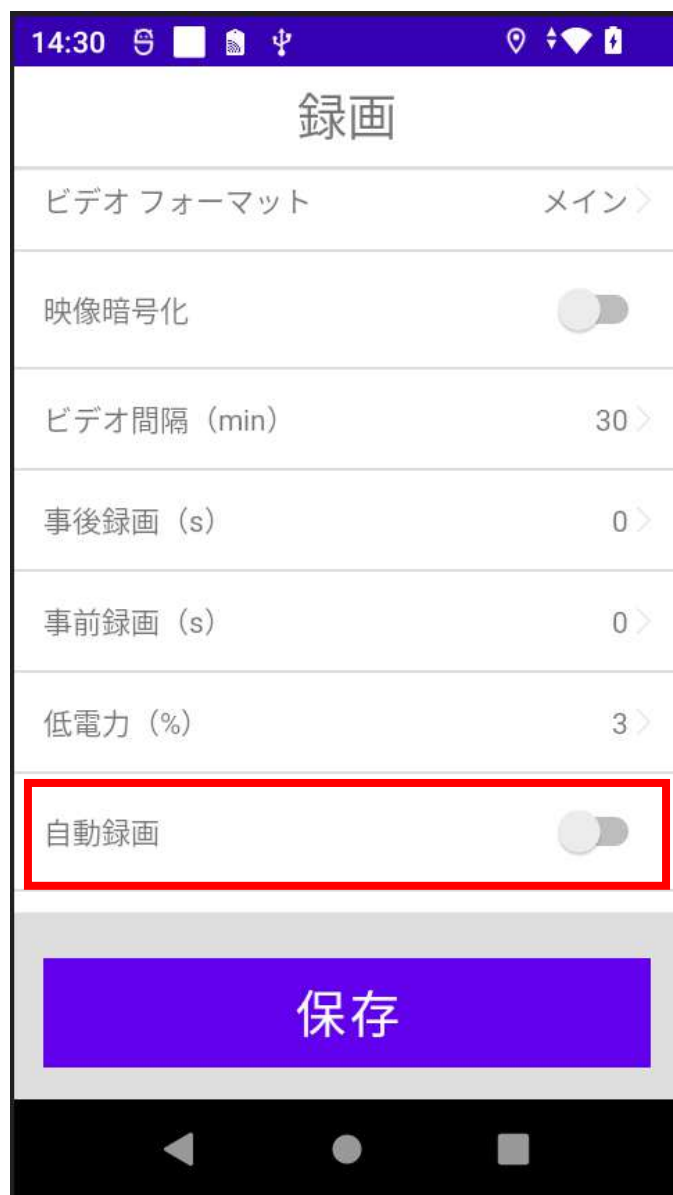 14:30
録画
ビデオ フォーマット メイン
映像暗号化
ビデオ間隔（min） 30
事後録画（s） 0
事前録画（s） 0
低電力（%） 3
自動録画
保存